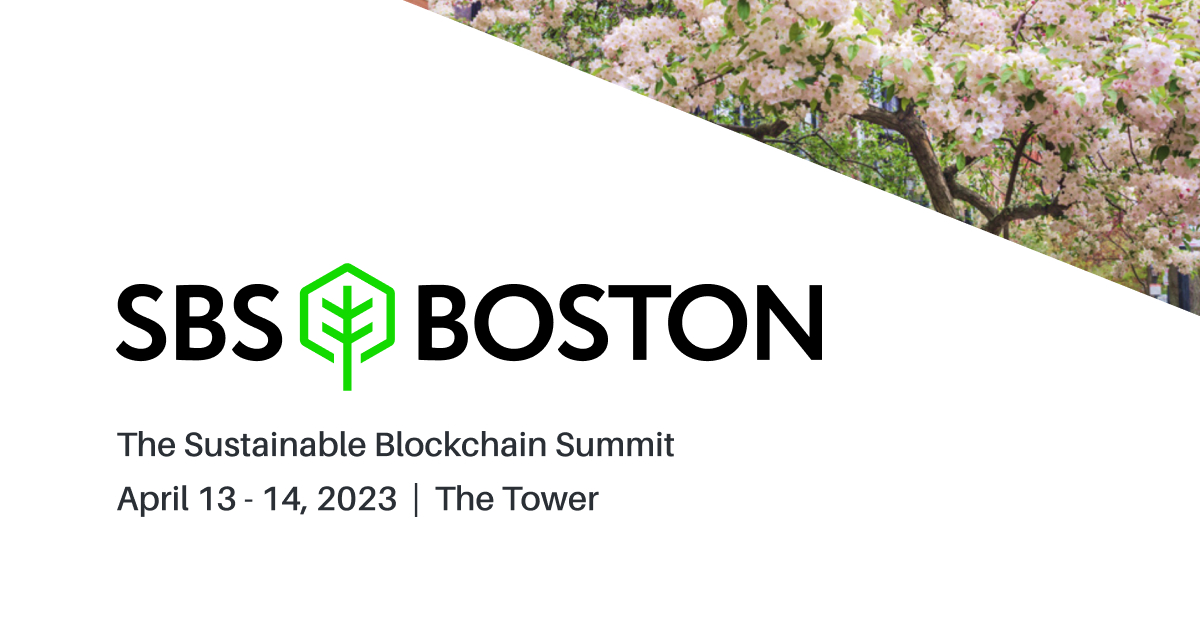 SBS BOSTON
The Sustainable Blockchain Summit
April 13 - 14, 2023 | The Tower